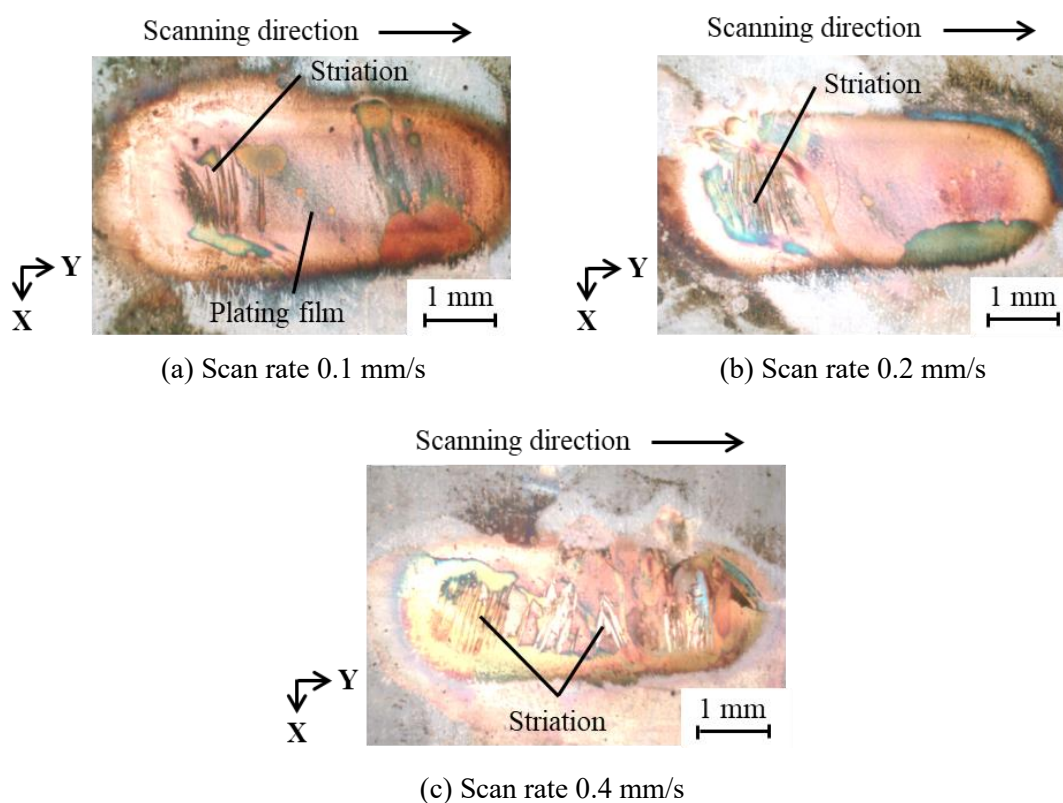 Scanning direction
Striation
Plating film
Y
X
1 mm
(a) Scan rate 0.1 mm/s
Scanning direction
Striation
Y
X
1 mm
(b) Scan rate 0.2 mm/s
Scanning direction
Striation
Y
X
1 mm
(c) Scan rate 0.4 mm/s